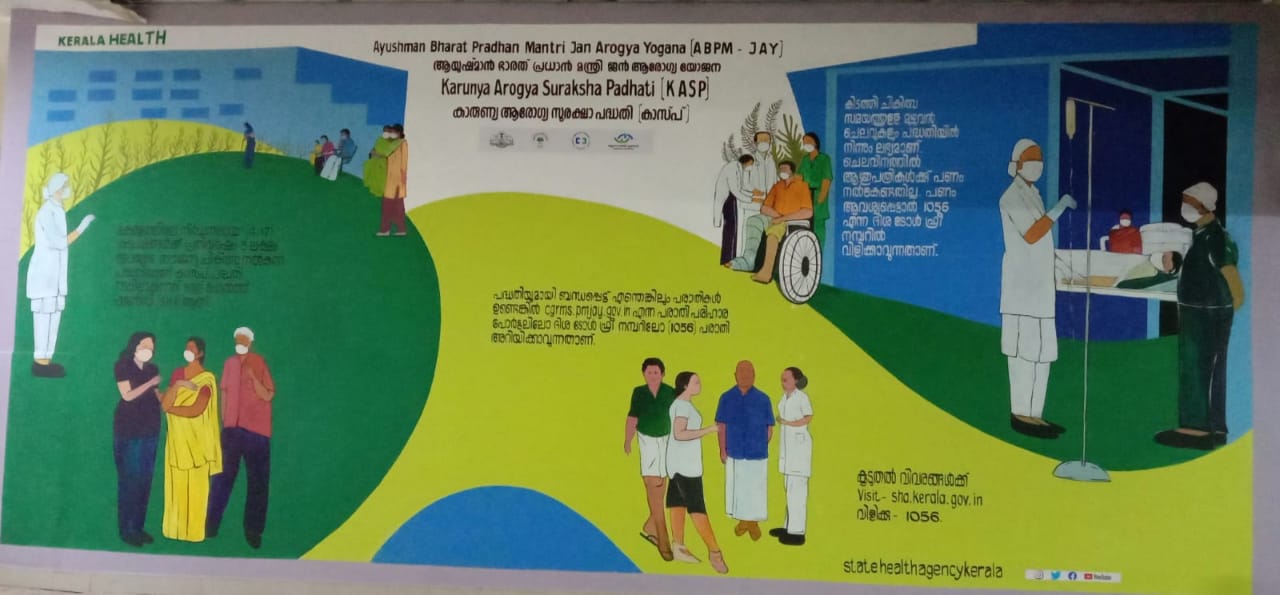 KERALA HEALTH
Ayushman Bharat Pradhan Mantri Jan Arogya Yogana (ABPM - JAY)
ആയുഷ്മാൻ ഭാരത് പ്രധാൻ മന്ത്രി ജൻ ആരോഗ്യ യോജന
Karunya Arogya Suraksha Padhati (KASP)
കാരുണ്യ ആരോഗ്യ സുരക്ഷാ പദ്ധതി (കാസ്പ്)
കിടത്തി ചികിത്സ
സമയത്തുള്ള മുഴുവൻ
ചെലവുകളും പദ്ധതിയിൽ
നിന്നും ലഭ്യമാണ്.
ചെലവിനത്തിൽ
ആശുപത്രികൾക്ക് പണം
നൽകേണ്ടതില്ല. പണം
ആവശ്യപ്പെട്ടാൽ 1056
എന്ന ദിശ ടോൾ ഫ്രീ
നമ്പറിൽ
വിളിക്കാവുന്നതാണ്.
പദ്ധതിയുമായി ബന്ധപ്പെട്ട് എന്തെങ്കിലും പരാതികൾ
ഉണ്ടെങ്കിൽ cgrms.pmjay.gov.in എന്ന പരാതി പരിഹാര
പോർട്ടലിലോ ദിശ ടോൾ ഫ്രീ നമ്പറിലോ (1056) പരാതി
അറിയിക്കാവുന്നതാണ്.
കൂടുതൽ വിവരങ്ങൾക്ക്
Visit - sha.kerala.gov.in
വിളിക്കൂ - 1056.
statehealthagencykerala
YouTube